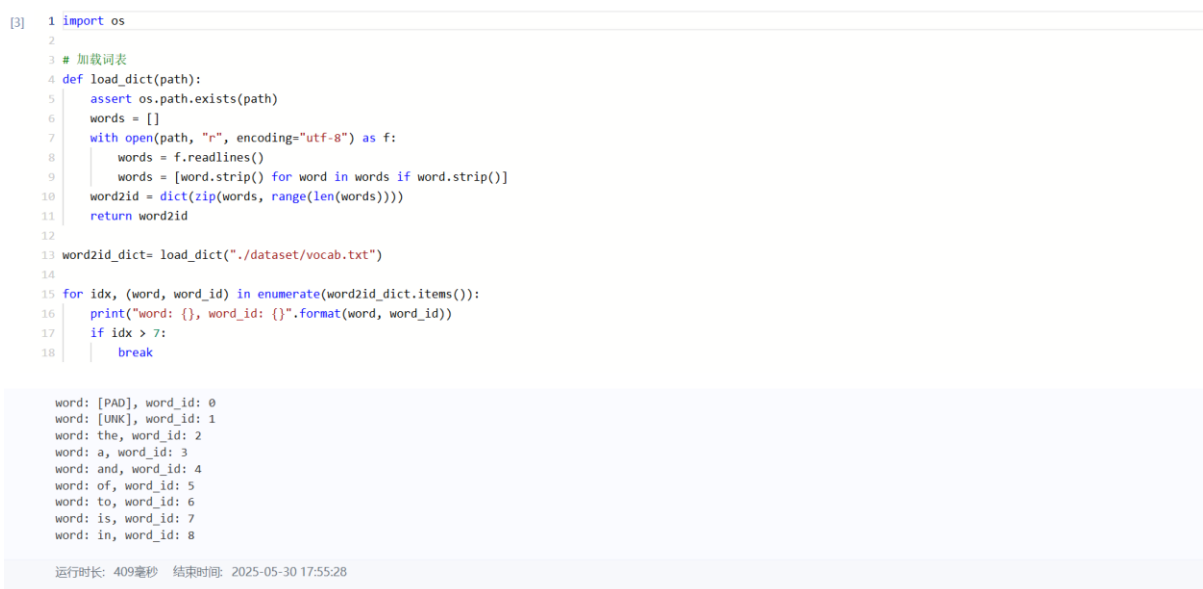 [3]
1 import os
2
3 # 加载词表
4 def load_dict(path):
5     assert os.path.exists(path)
6     words = []
7     with open(path, "r", encoding="utf-8") as f:
8         words = f.readlines()
9         words = [word.strip() for word in words if word.strip()]
10     word2id = dict(zip(words, range(len(words))))
11     return word2id
12
13 word2id_dict= load_dict("./dataset/vocab.txt")
14
15 for idx, (word, word_id) in enumerate(word2id_dict.items()):
16     print("word: {}, word_id: {}".format(word, word_id))
17     if idx > 7:
18         break
word: [PAD], word_id: 0
word: [UNK], word_id: 1
word: the, word_id: 2
word: a, word_id: 3
word: and, word_id: 4
word: of, word_id: 5
word: to, word_id: 6
word: is, word_id: 7
word: in, word_id: 8
运行时长: 409毫秒 结束时间: 2025-05-30 17:55:28